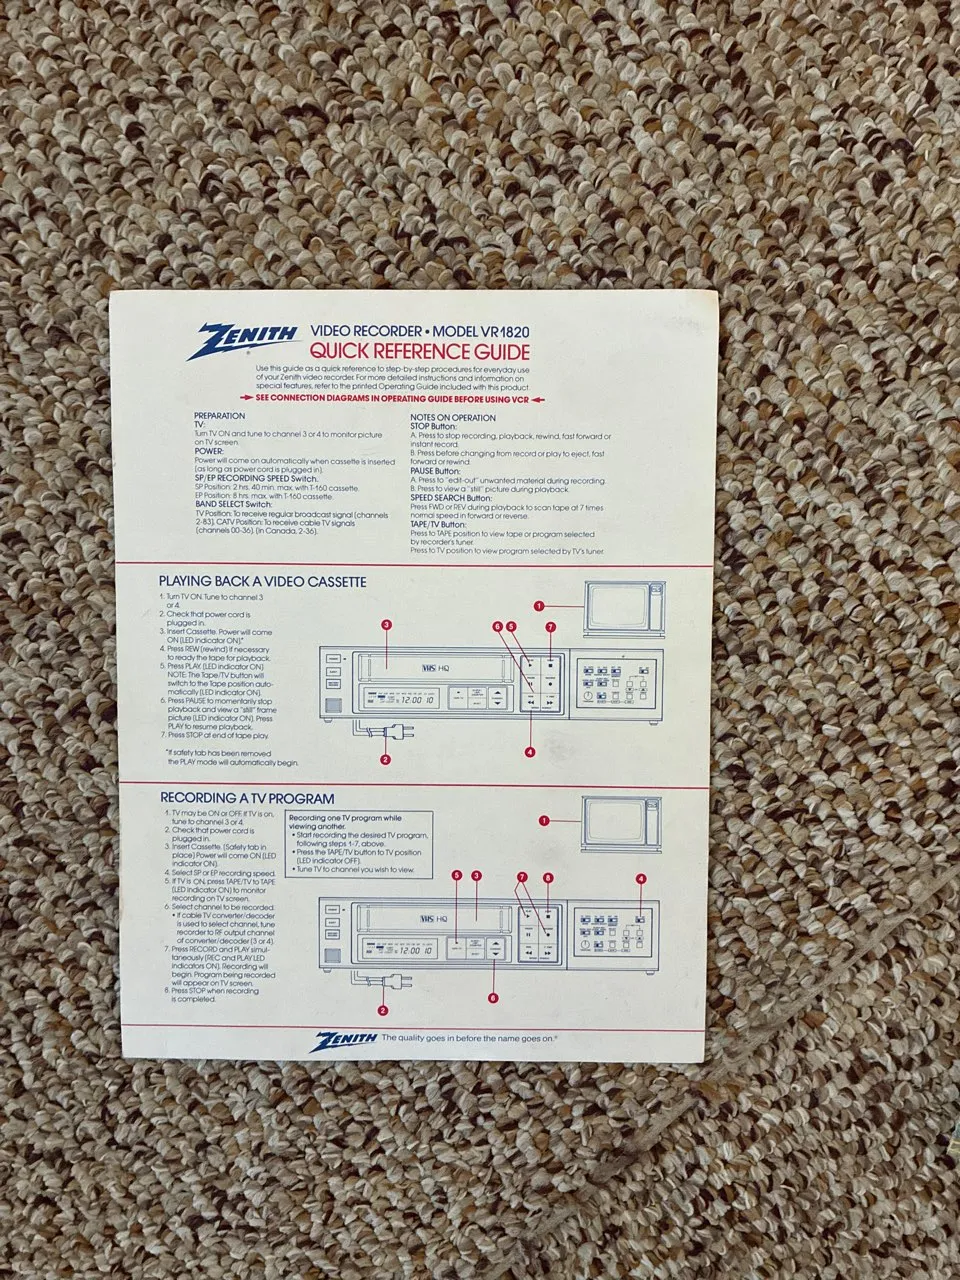 ZENITH VIDEO RECORDER • MODEL VR1820
QUICK REFERENCE GUIDE
Use this guide as a quick reference to step-by-step procedures for everyday use
of your Zenith video recorder. For more detailed instructions and information on
special features, refer to the printed Operating Guide included with this product.
SEE CONNECTION DIAGRAMS IN OPERATING GUIDE BEFORE USING VCR
PREPARATION
TV:
Turn TV ON and tune to channel 3 or 4 to monitor picture
on TV screen.
POWER:
Power will come on automatically when cassette is inserted
(as long as power cord is plugged in).
SP/EP RECORDING SPEED Switch.
SP Position: 2 hrs. 40 min. max. with T-160 cassette.
EP Position: 8 hrs. max. with T-160 cassette.
BAND SELECT Switch:
TV Position: To receive regular broadcast signal (channels
2-83). CATV Position: To receive cable TV signals
(channels 00-36). (in Canada, 2-36).
NOTES ON OPERATION
STOP Button:
A. Press to stop recording, playback, rewind, fast forward or
instant record.
B. Press before changing from record or play to eject, fast
forward or rewind.
PAUSE Button:
A. Press to "edit-out" unwanted material during recording.
B. Press to view a "still" picture during playback.
SPEED SEARCH Button:
Press FWD or REV during playback to scan tape at 7 times
normal speed in forward or reverse.
TAPE/TV Button:
Press to TAPE position to view tape or program selected
by recorder's tuner.
Press to TV position to view program selected by TV's tuner.
PLAYING BACK A VIDEO CASSETTE
1. Turn TV ON. Tune to channel 3
or 4.
2. Check that power cord is
plugged in.
3. Insert Cassette. Power will come
ON (LED indicator ON).*
4. Press REW (rewind) if necessary
to ready the tape for playback.
5. Press PLAY. (LED indicator ON)
NOTE: The Tape/TV button will
switch to the Tape position auto-
matically (LED indicator ON).
6. Press PAUSE to momentarily stop
playback and view a "still" frame
picture (LED indicator ON). Press
PLAY to resume playback.
7. Press STOP at end of tape play.
*If safety tab has been removed
the PLAY mode will automatically begin.
1
3
6 5 7
VHS HQ
12:00 10
2
4
RECORDING A TV PROGRAM
1. TV may be ON or OFF. If TV is on,
tune to channel 3 or 4.
2. Check that power cord is
plugged in.
3. Insert Cassette. (Safety tab in
place) Power will come ON (LED
indicator ON).
4. Select SP or EP recording speed.
5. If TV is ON, press TAPE/TV to TAPE
(LED indicator ON) to monitor
recording on TV screen.
6. Select channel to be recorded.
• If cable TV converter/decoder
is used to select channel, tune
recorder to RF output channel
of converter/decoder (3 or 4).
7. Press RECORD and PLAY simul-
taneously (REC and PLAY LED
indicators ON). Recording will
begin. Program being recorded
will appear on TV screen.
8. Press STOP when recording
is completed.
Recording one TV program while
viewing another.
• Start recording the desired TV program,
following steps 1-7, above.
• Press the TAPE/TV button to TV position
(LED indicator OFF).
• Tune TV to channel you wish to view.
1
5 3 7 8 4
VHS HQ
12:00 10
2
6
ZENITH The quality goes in before the name goes on.®